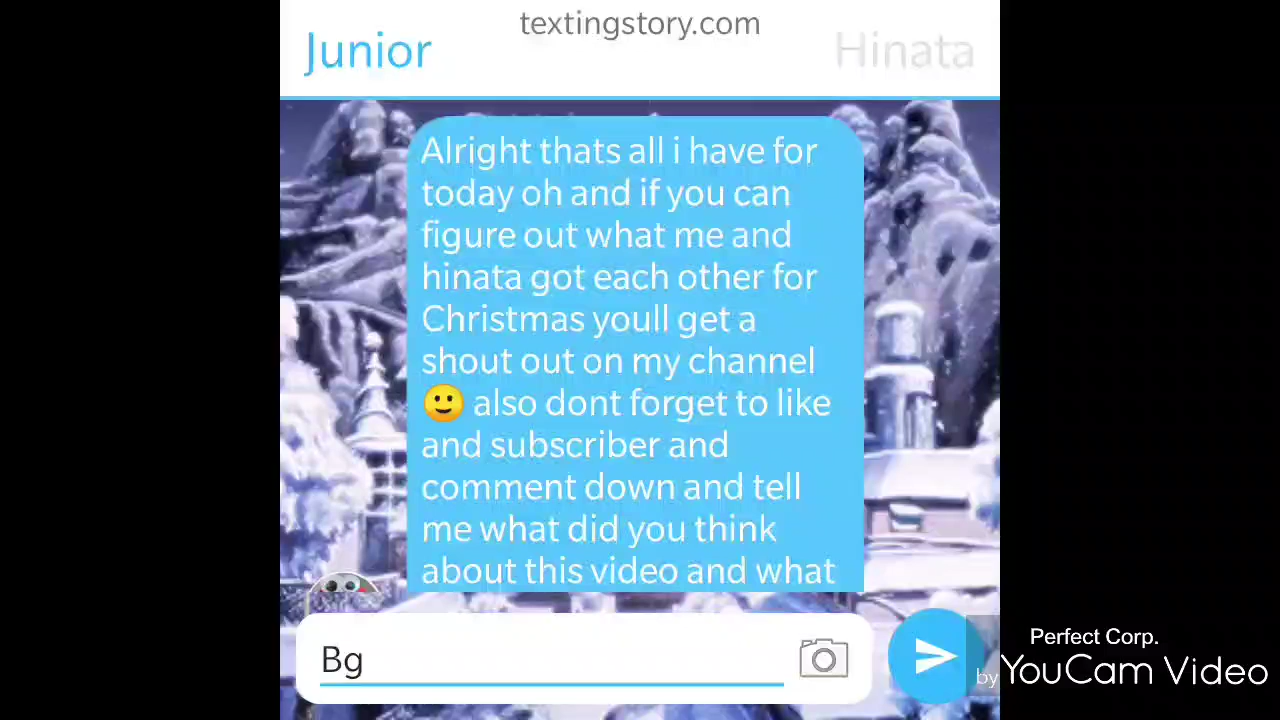 textingstory.com
Junior
Hinata
Alright thats all i have for
today oh and if you can
figure out what me and
hinata got each other for
Christmas youll get a
shout out on my channel
🙂 also dont forget to like
and subscriber and
comment down and tell
me what did you think
about this video and what
Bg
Perfect Corp.
by YouCam Video